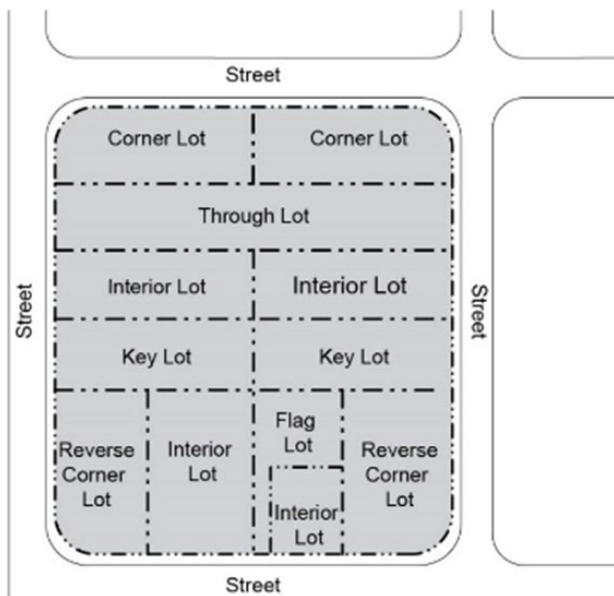 Street
Corner Lot
Corner Lot
Through Lot
Interior Lot
Interior Lot
Street
Street
Key Lot
Key Lot
Flag
Lot
Reverse
Corner
Lot
Interior
Lot
Reverse
Corner
Lot
Interior
Lot
Street